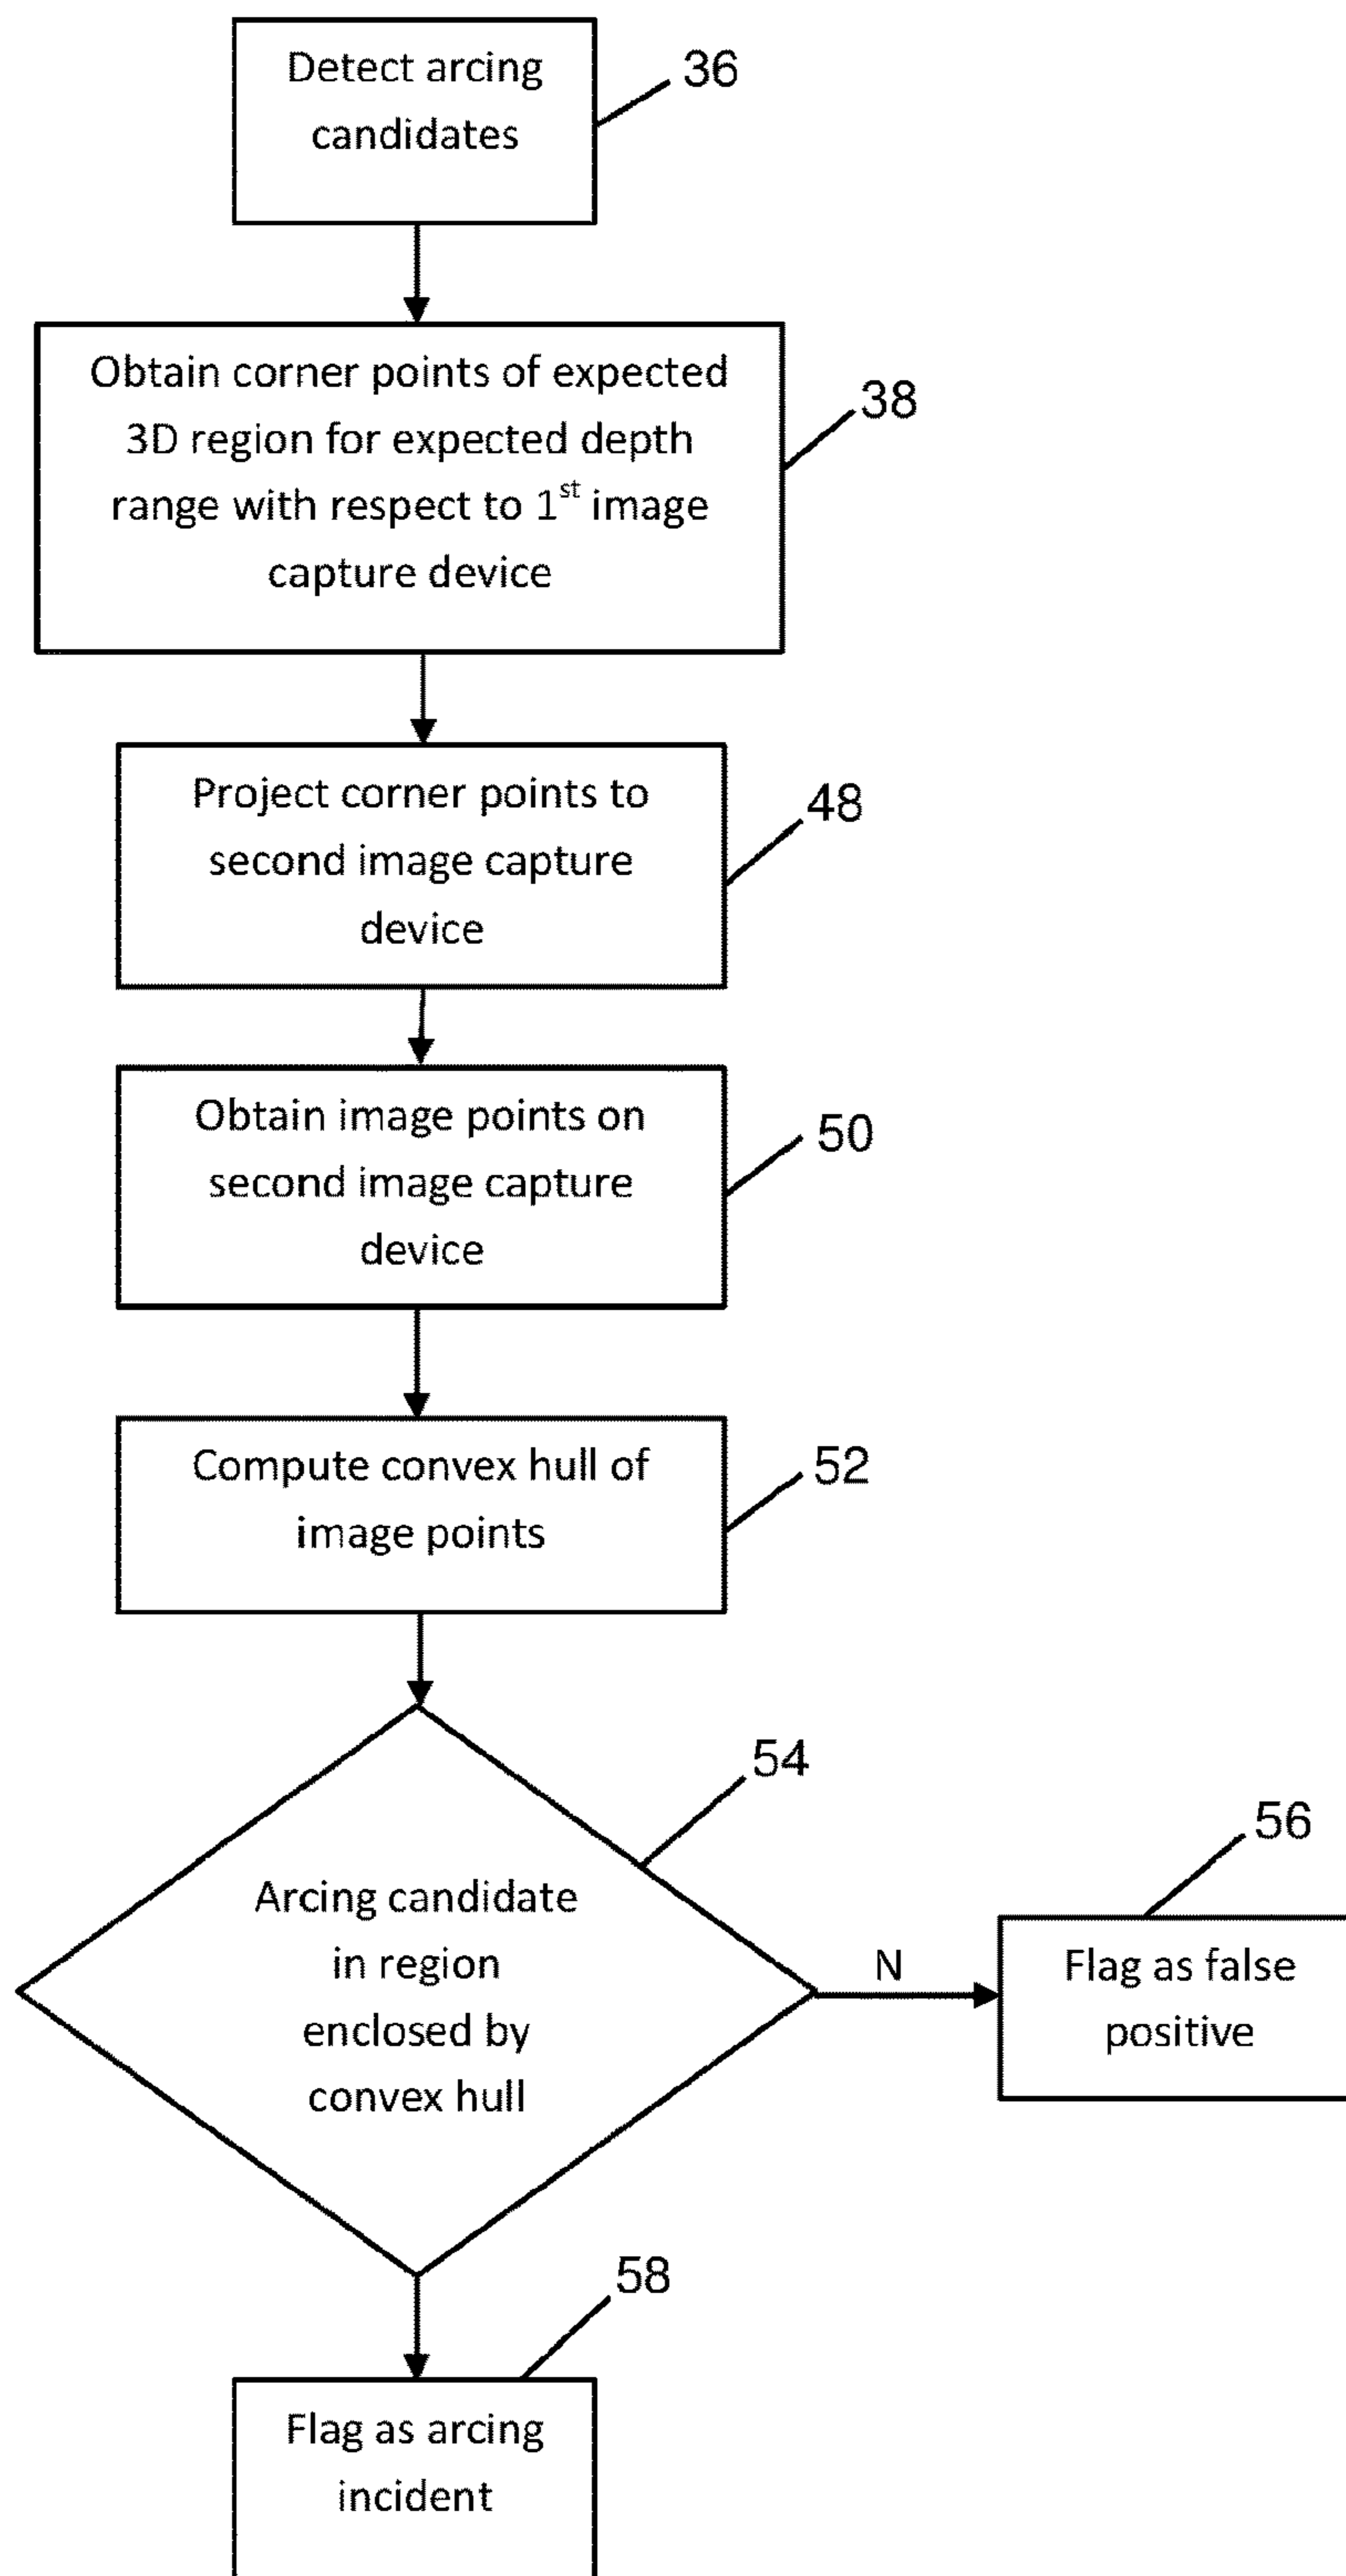 Detect arcing
candidates
36
Obtain corner points of expected
3D region for expected depth
range with respect to 1st image
capture device
38
Project corner points to
second image capture
device
48
Obtain image points on
second image capture
device
50
Compute convex hull of
image points
52
54
Arcing candidate
in region
enclosed by
convex hull
N
56
Flag as false
positive
58
Flag as arcing
incident